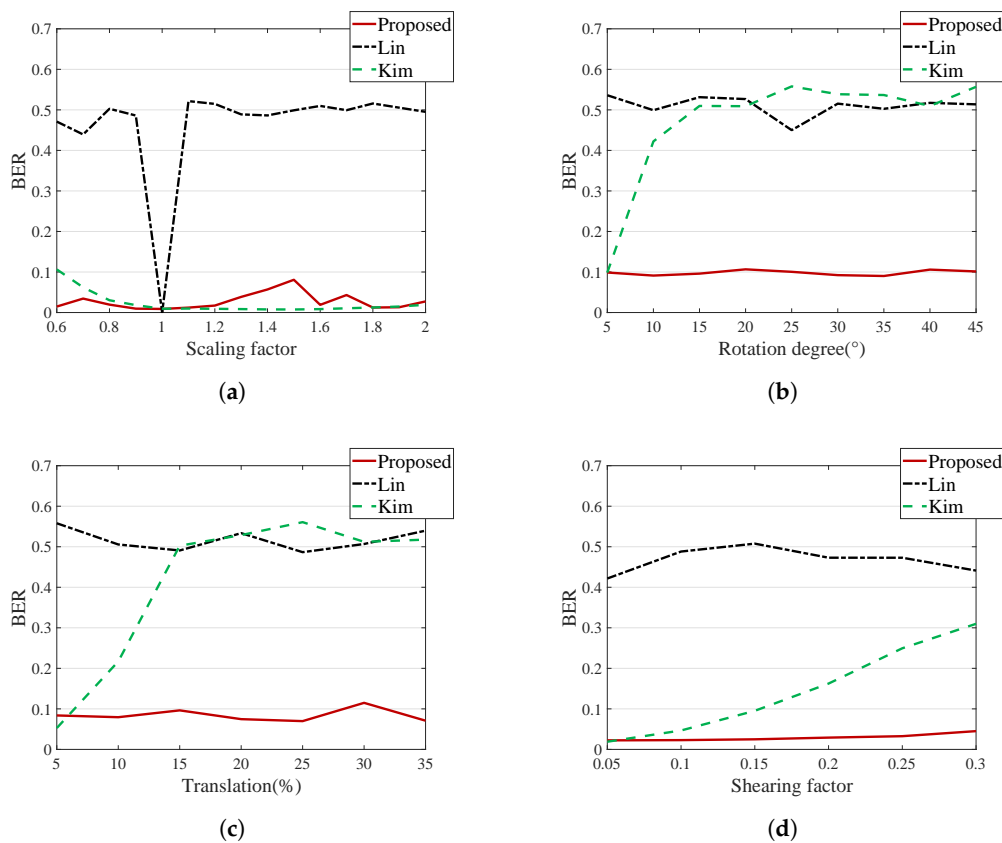 Proposed
Lin
Kim
0.7
0.6
0.5
0.4
0.3
0.2
0.1
0
BER
0.6 0.8 1 1.2 1.4 1.6 1.8 2
Scaling factor
(a)
Proposed
Lin
Kim
0.7
0.6
0.5
0.4
0.3
0.2
0.1
0
BER
5 10 15 20 25 30 35 40 45
Rotation degree(°)
(b)
Proposed
Lin
Kim
0.7
0.6
0.5
0.4
0.3
0.2
0.1
0
BER
5 10 15 20 25 30 35
Translation(%)
(c)
Proposed
Lin
Kim
0.7
0.6
0.5
0.4
0.3
0.2
0.1
0
BER
0.05 0.1 0.15 0.2 0.25 0.3
Shearing factor
(d)